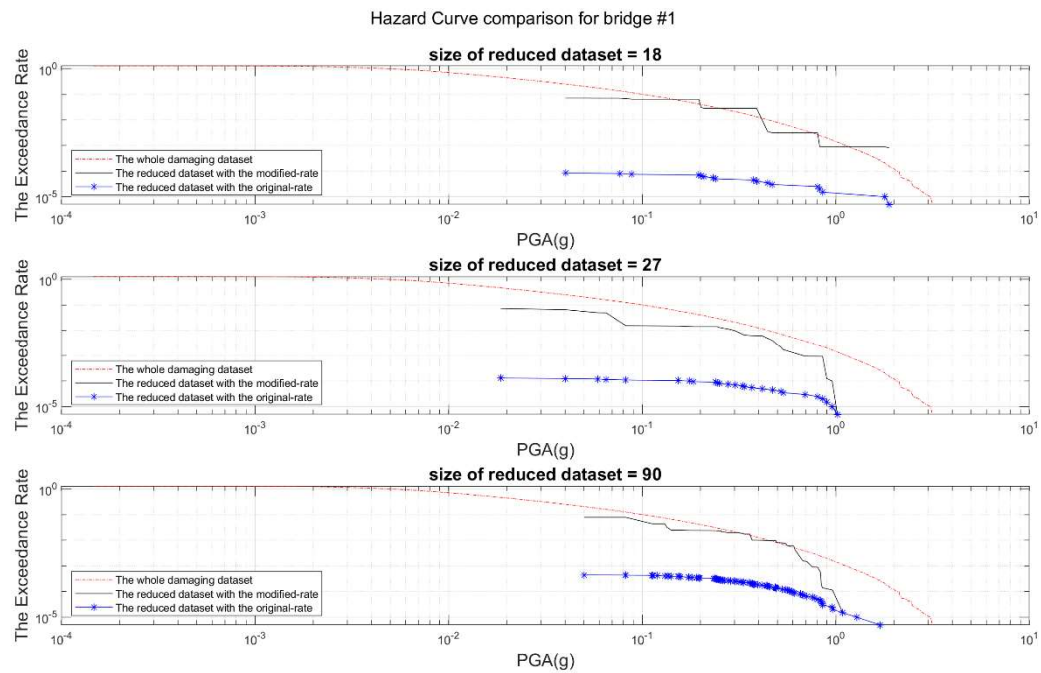 Hazard Curve comparison for bridge #1
size of reduced dataset = 18
The Exceedance Rate
10^0
10^-5
The whole damaging dataset
The reduced dataset with the modified-rate
The reduced dataset with the original-rate
10^-4 10^-3 10^-2 10^-1 10^0 10^1
PGA(g)
size of reduced dataset = 27
The Exceedance Rate
10^0
10^-5
The whole damaging dataset
The reduced dataset with the modified-rate
The reduced dataset with the original-rate
10^-4 10^-3 10^-2 10^-1 10^0 10^1
PGA(g)
size of reduced dataset = 90
The Exceedance Rate
10^0
10^-5
The whole damaging dataset
The reduced dataset with the modified-rate
The reduced dataset with the original-rate
10^-4 10^-3 10^-2 10^-1 10^0 10^1
PGA(g)